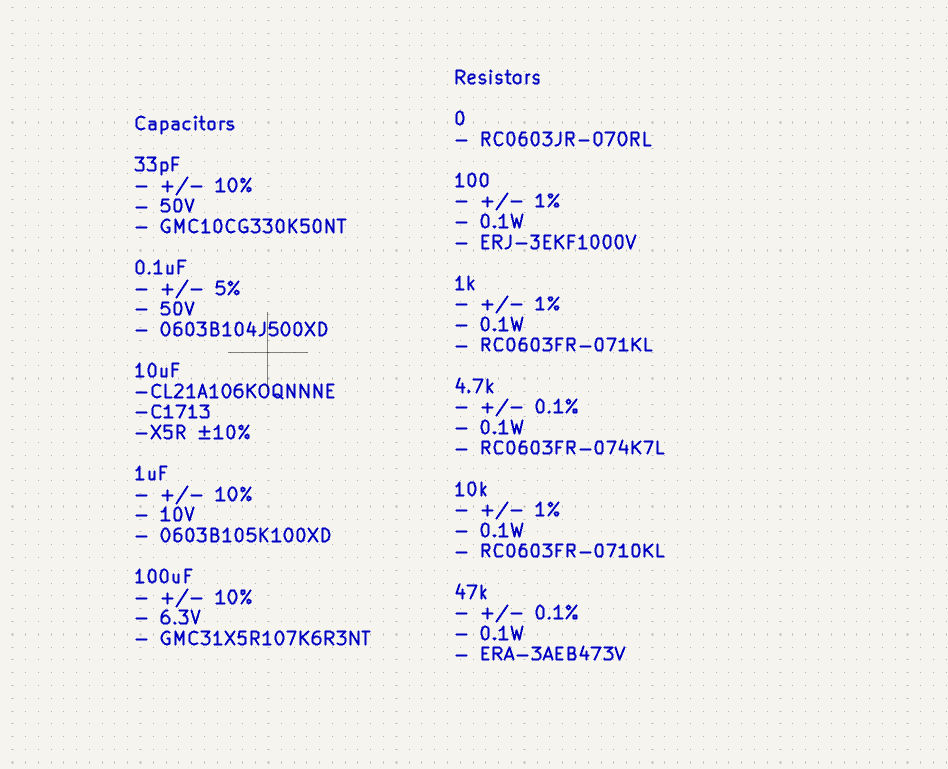 Capacitors
33pF
- +/- 10%
- 50V
- GMC10CG330K50NT
0.1uF
- +/- 5%
- 50V
- 0603B104J500XD
10uF
-CL21A106KOQNNNE
-C1713
-X5R ±10%
1uF
- +/- 10%
- 10V
- 0603B105K100XD
100uF
- +/- 10%
- 6.3V
- GMC31X5R107K6R3NT
Resistors
0
- RC0603JR-070RL
100
- +/- 1%
- 0.1W
- ERJ-3EKF1000V
1k
- +/- 1%
- 0.1W
- RC0603FR-071KL
4.7k
- +/- 0.1%
- 0.1W
- RC0603FR-074K7L
10k
- +/- 1%
- 0.1W
- RC0603FR-0710KL
47k
- +/- 0.1%
- 0.1W
- ERA-3AEB473V